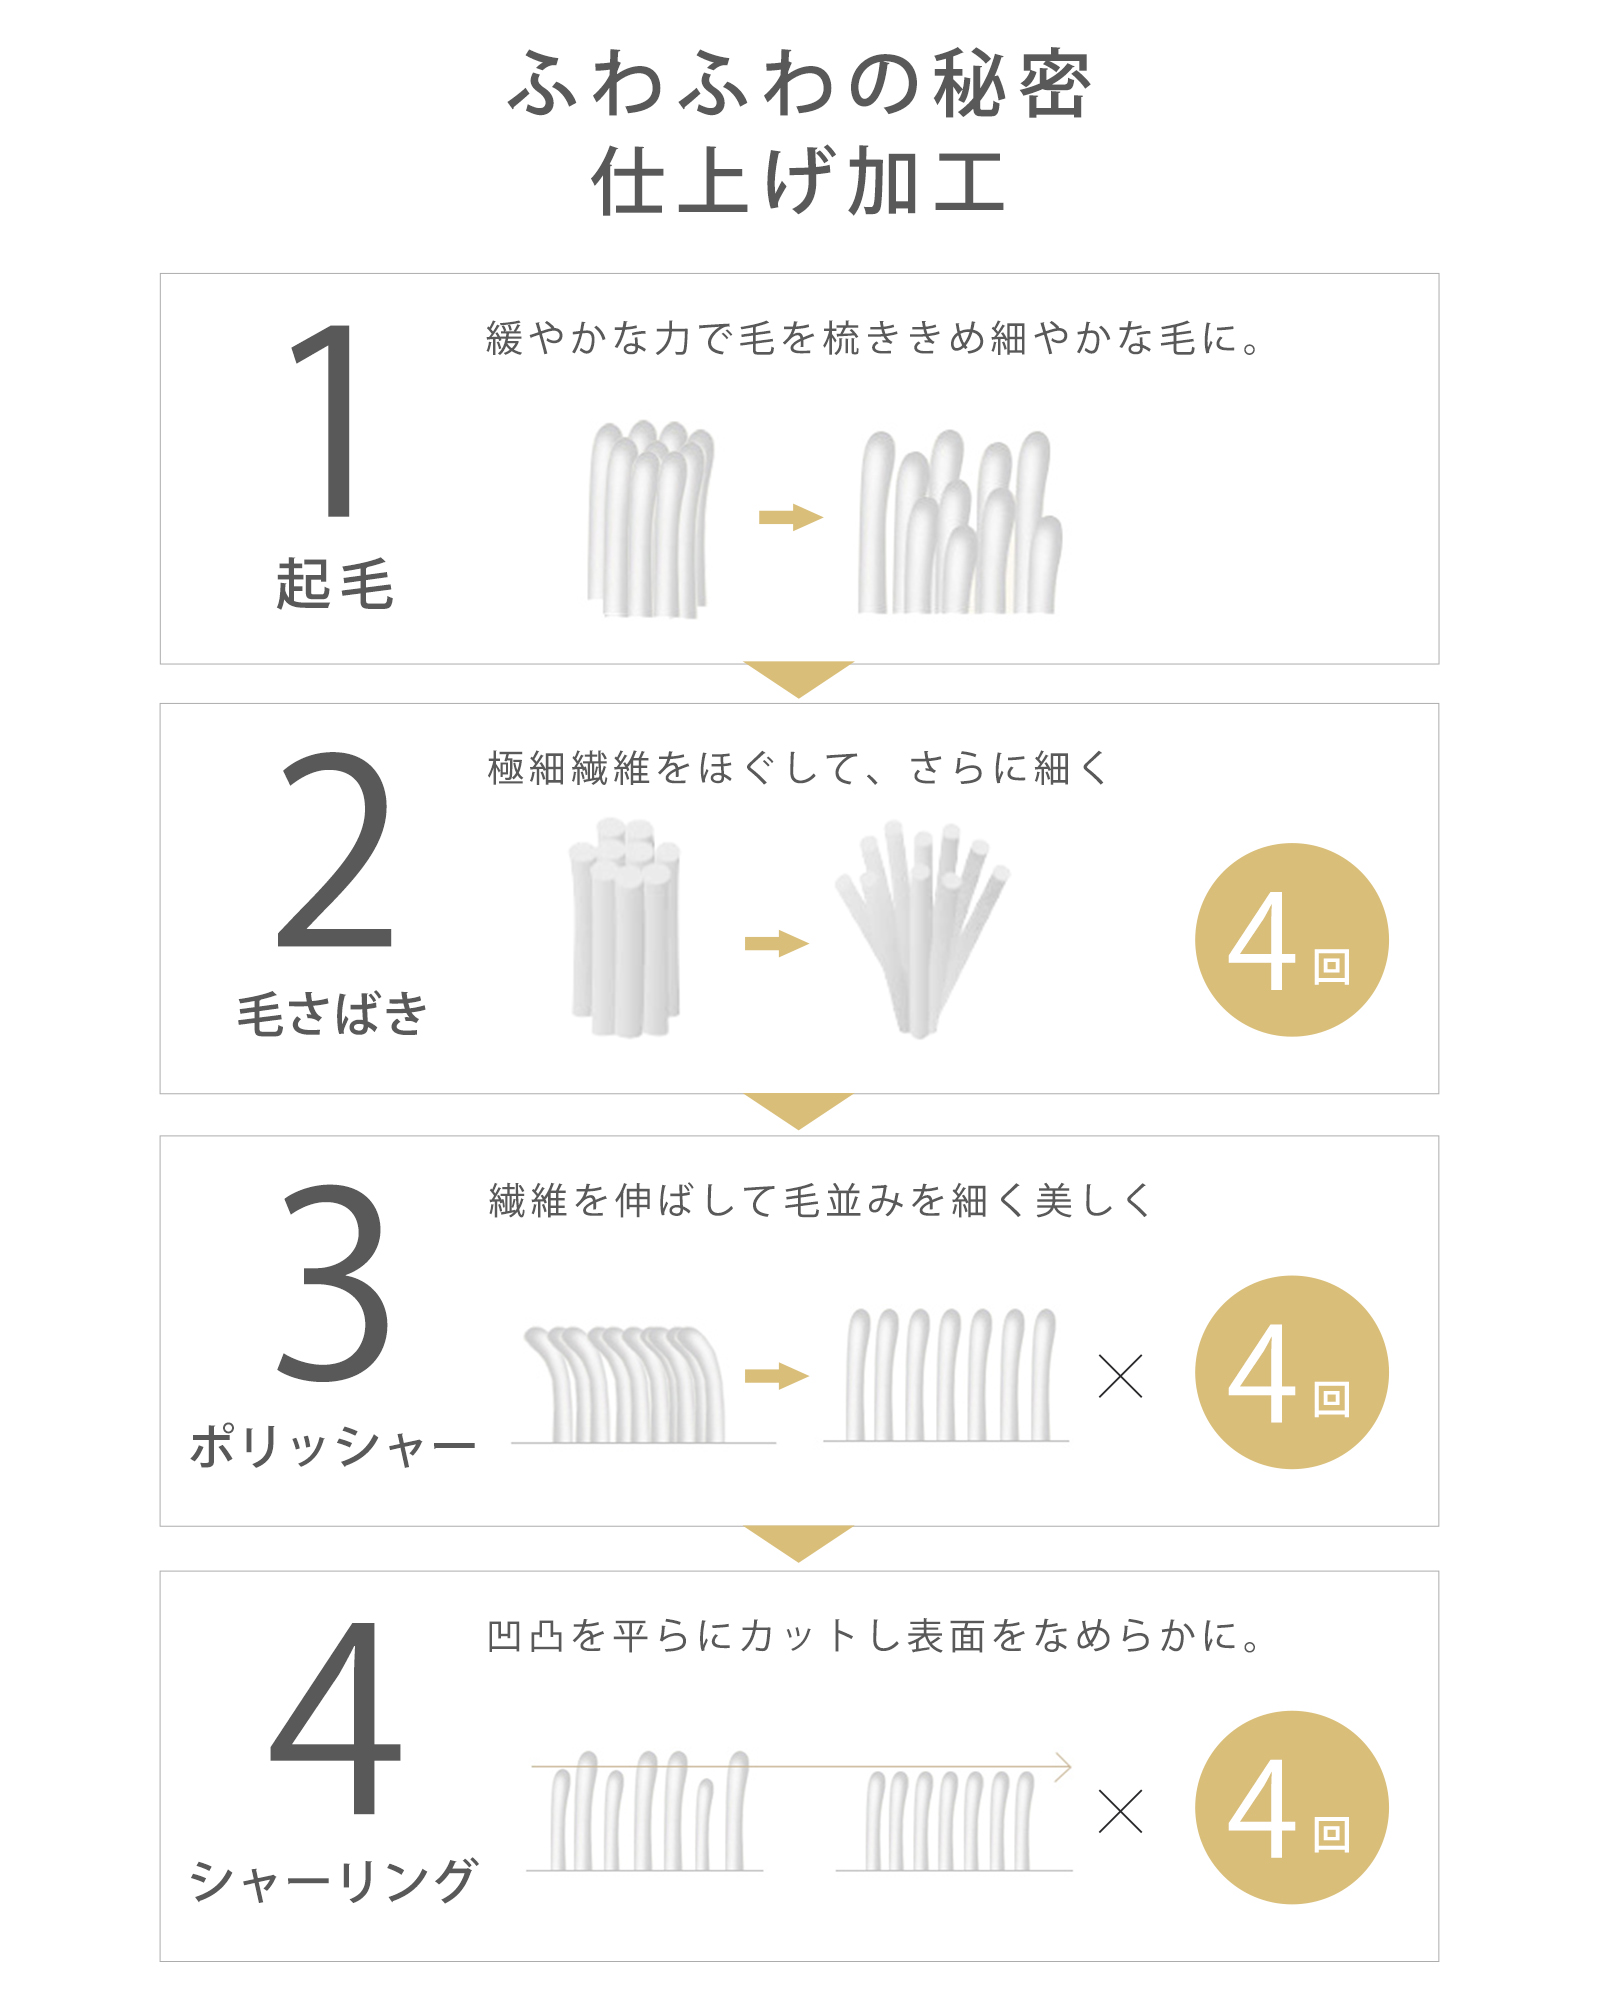 ふわふわの秘密
仕上げ加工
1
起毛
緩やかな力で毛を梳ききめ細やかな毛に。
2
毛さばき
極細繊維をほぐして、さらに細く
4回
3
ポリッシャー
繊維を伸ばして毛並みを細く美しく
×
4回
4
シャーリング
凹凸を平らにカットし表面をなめらかに。
×
4回